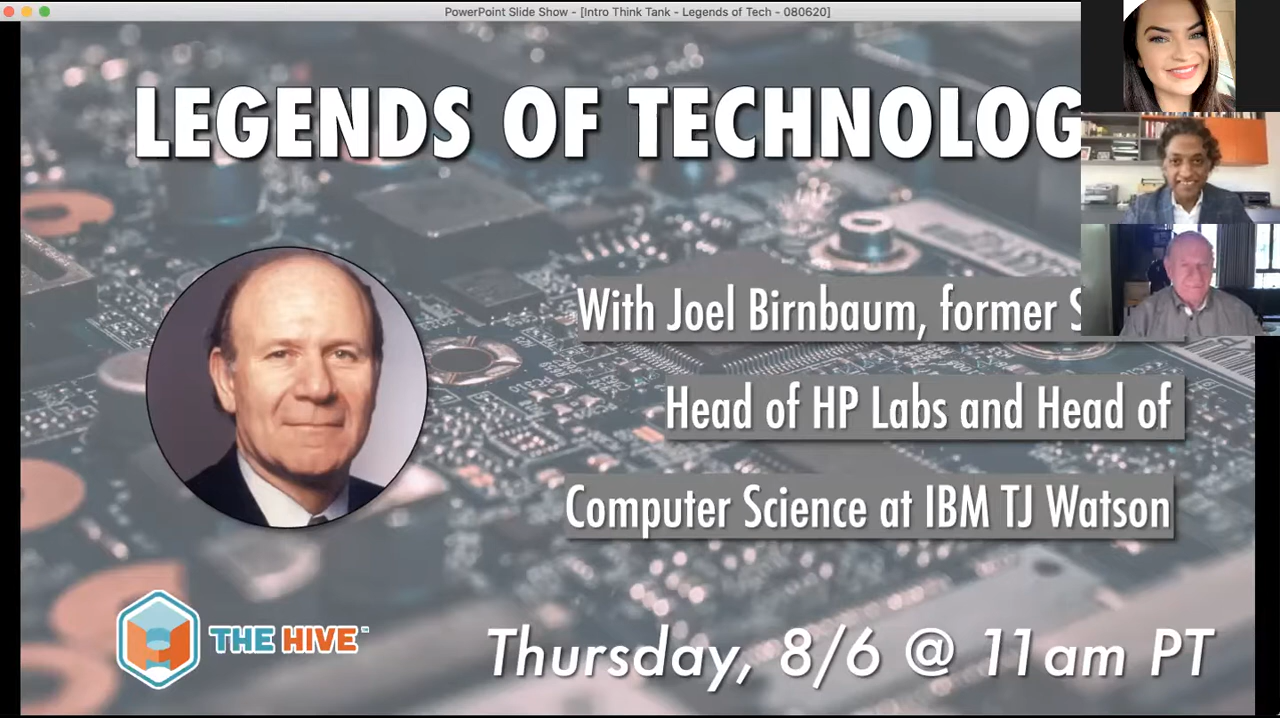 PowerPoint Slide Show - [Intro Think Tank - Legends of Tech - 080620]
LEGENDS OF TECHNOLOG
With Joel Birnbaum, former S
Head of HP Labs and Head of
Computer Science at IBM TJ Watson
THE HIVE™
Thursday, 8/6 @ 11am PT